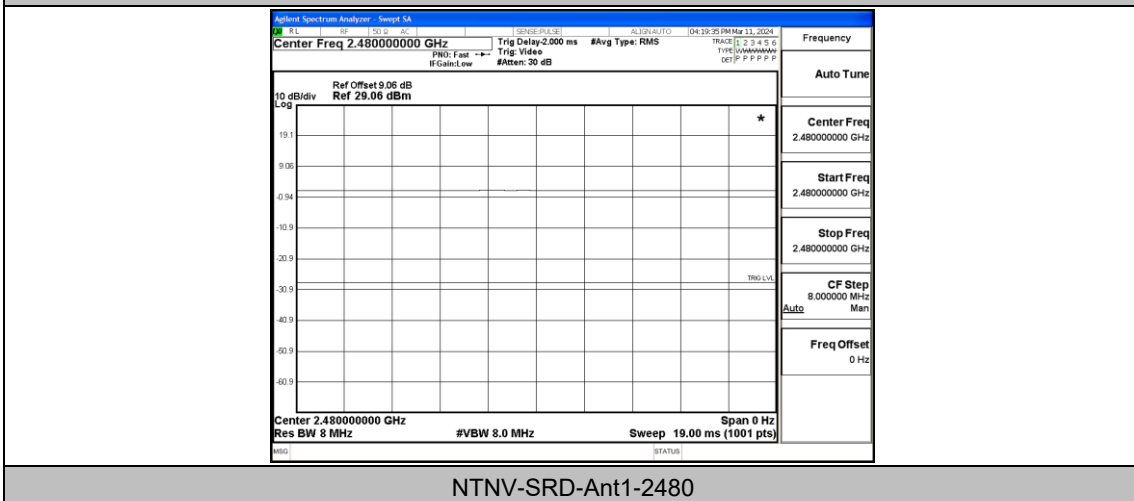 Agilent Spectrum Analyzer - Swept SA
RL RF 50 Ω AC SENSE:PULSE ALIGN AUTO 04:19:35 PM Mar 11, 2024
Center Freq 2.480000000 GHz
PNO: Fast
IFGain:Low
Trig Delay-2.000 ms
Trig: Video
#Atten: 30 dB
#Avg Type: RMS
TRACE 1 2 3 4 5 6
TYPE
DET P P P P P P
Ref Offset 9.06 dB
Ref 29.06 dBm
10 dB/div
Log
*
19.1
9.06
-0.94
-10.9
-20.9
TRIG LVL
-30.9
-40.9
-50.9
-60.9
Center 2.480000000 GHz Span 0 Hz
Res BW 8 MHz #VBW 8.0 MHz Sweep 19.00 ms (1001 pts)
MSG STATUS
Frequency
Auto Tune
Center Freq
2.480000000 GHz
Start Freq
2.480000000 GHz
Stop Freq
2.480000000 GHz
CF Step
8.000000 MHz
Auto Man
Freq Offset
0 Hz
NTNV-SRD-Ant1-2480